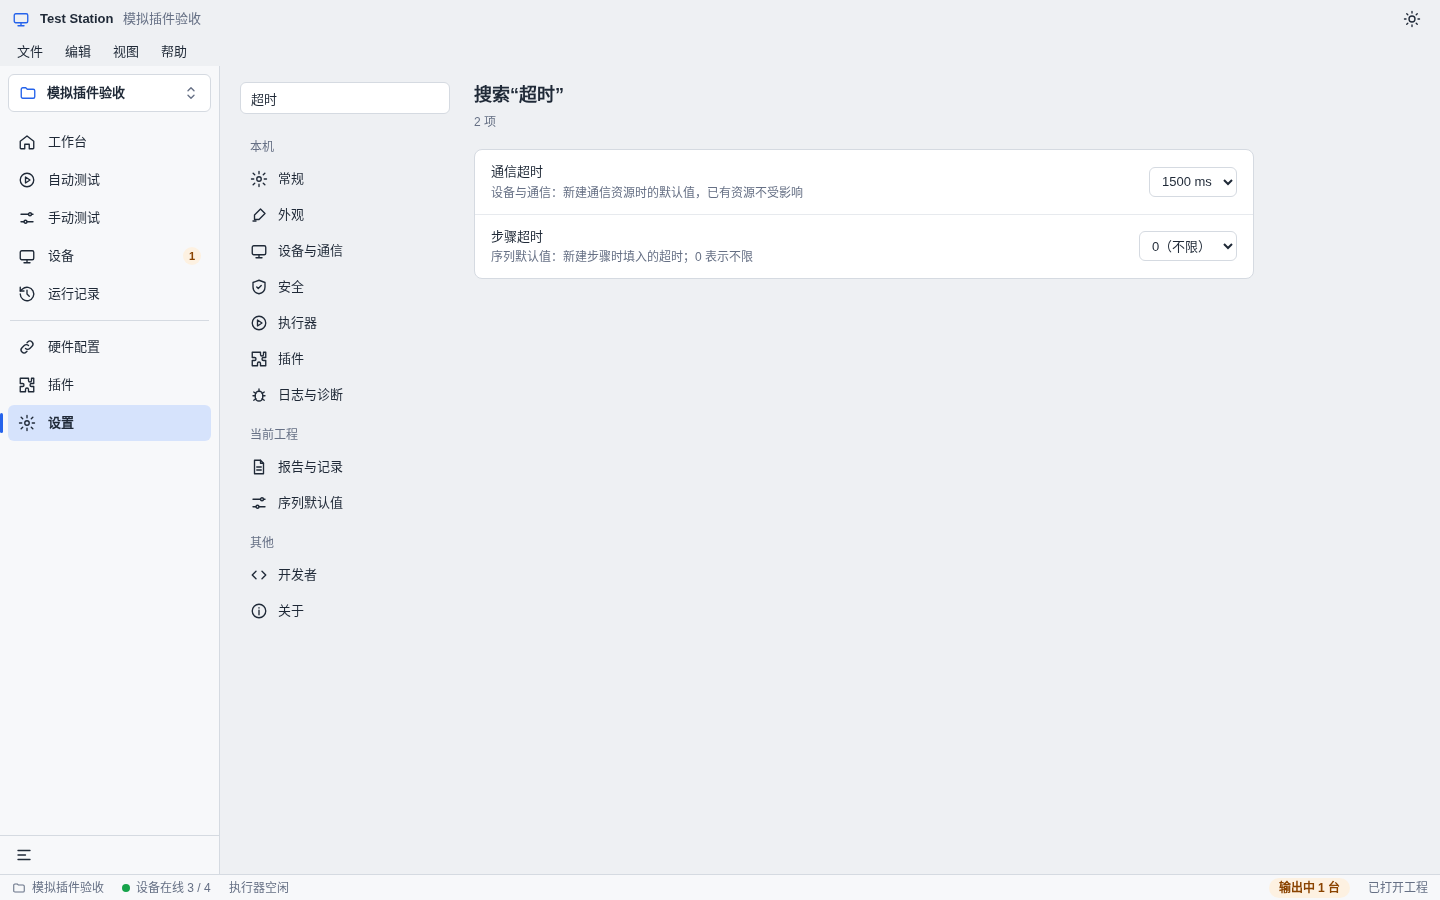 Test Station 模拟插件验收
文件 编辑 视图 帮助
模拟插件验收
工作台
自动测试
手动测试
设备 1
运行记录
硬件配置
插件
设置
超时
本机
常规
外观
设备与通信
安全
执行器
插件
日志与诊断
当前工程
报告与记录
序列默认值
其他
开发者
关于
搜索“超时”
2 项
通信超时
设备与通信：新建通信资源时的默认值，已有资源不受影响
1500 ms
步骤超时
序列默认值：新建步骤时填入的超时；0 表示不限
0（不限）
模拟插件验收 设备在线 3 / 4 执行器空闲 输出中 1 台 已打开工程